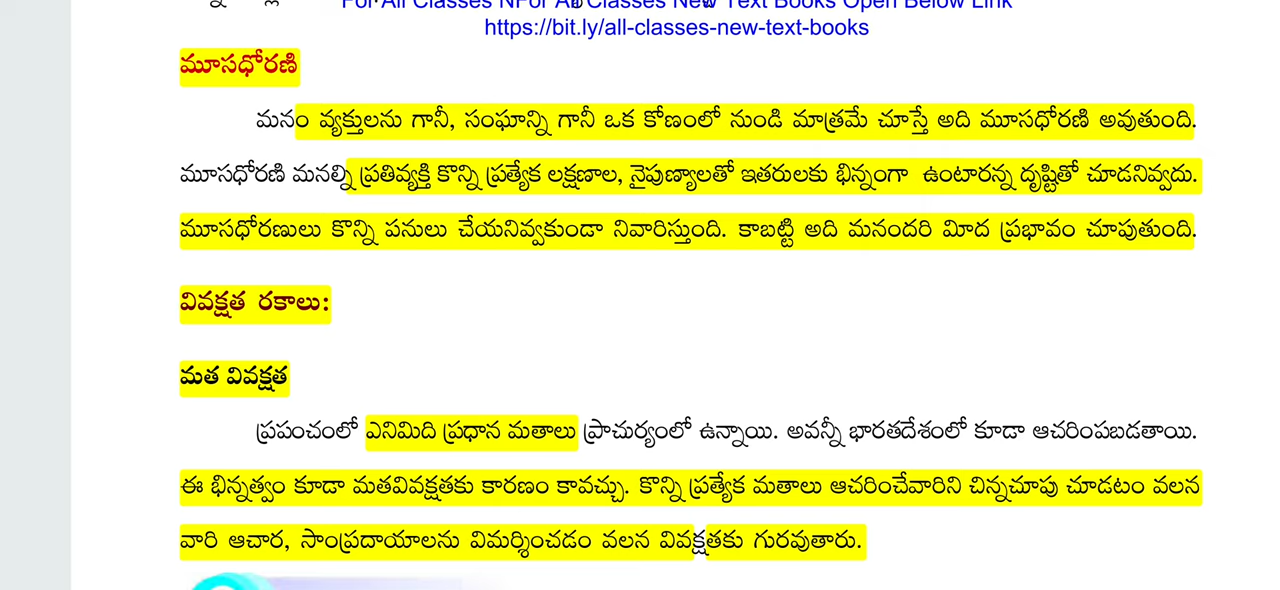 For All Classes NFor All Classes New Text Books Open Below Link
https://bit.ly/all-classes-new-text-books
మూసధోరణి
మనం వ్యక్తులను గానీ, సంఘాన్ని గానీ ఒక కోణంలో నుండి మాత్రమే చూస్తే అది మూసధోరణి అవుతుంది.
మూసధోరణి మనల్ని ప్రతివ్యక్తి కొన్ని ప్రత్యేక లక్షణాల, నైపుణ్యాలతో ఇతరులకు భిన్నంగా ఉంటారన్న దృష్టితో చూడనివ్వదు.
మూసధోరణులు కొన్ని పనులు చేయనివ్వకుండా నివారిస్తుంది. కాబట్టి అది మనందరి మీద ప్రభావం చూపుతుంది.
వివక్షత రకాలు:
మత వివక్షత
ప్రపంచంలో ఎనిమిది ప్రధాన మతాలు ప్రాచుర్యంలో ఉన్నాయి. అవన్నీ భారతదేశంలో కూడా ఆచరింపబడతాయి.
ఈ భిన్నత్వం కూడా మతవివక్షతకు కారణం కావచ్చు. కొన్ని ప్రత్యేక మతాలు ఆచరించేవారిని చిన్నచూపు చూడటం వలన
వారి ఆచార, సాంప్రదాయాలను విమర్శించడం వలన వివక్షతకు గురవుతారు.